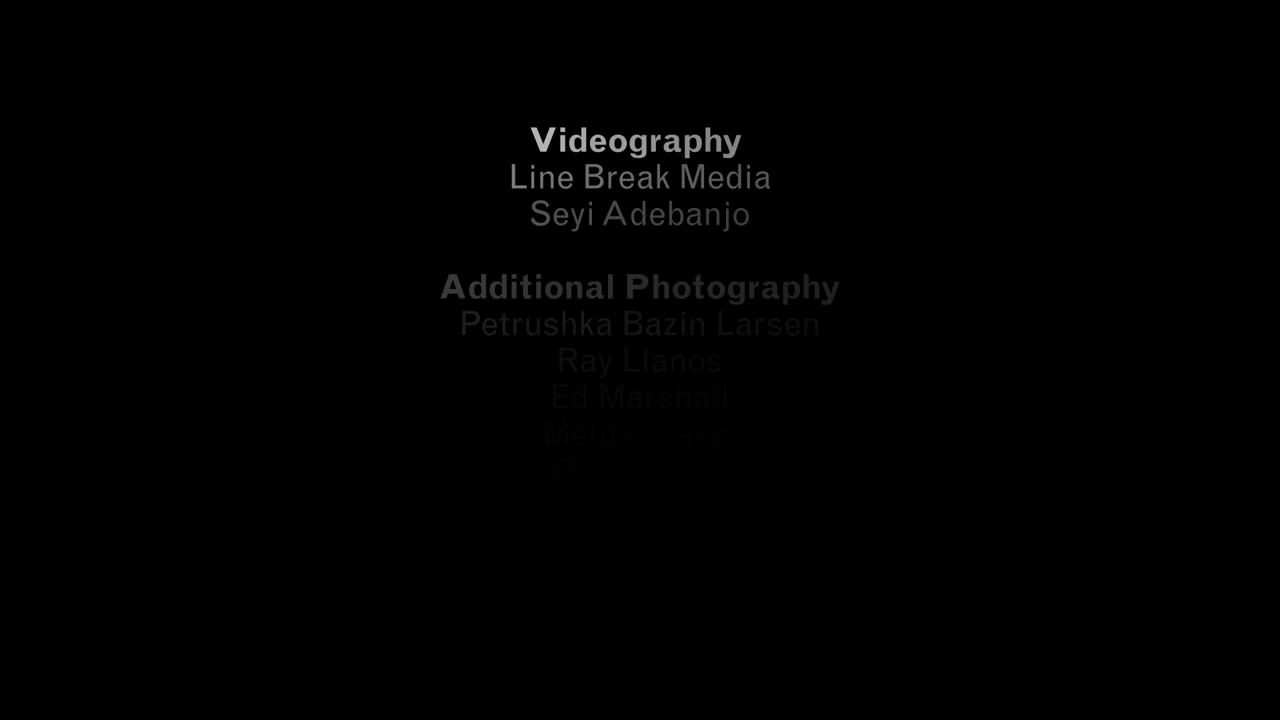 Videography
Line Break Media
Seyi Adebanjo
Additional Photography
Petrushka Bazin Larsen
Ray Llanos
Ed Marshall